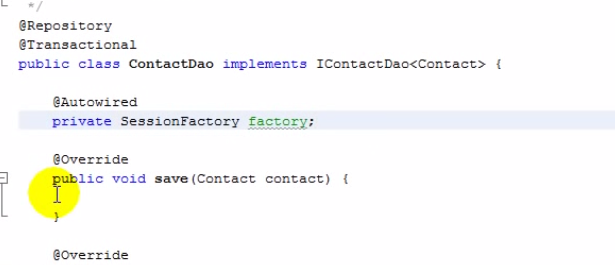 */
@Repository
@Transactional
public class ContactDao implements IContactDao<Contact> {
@Autowired
private SessionFactory factory;
@Override
public void save(Contact contact) {
}
@Override